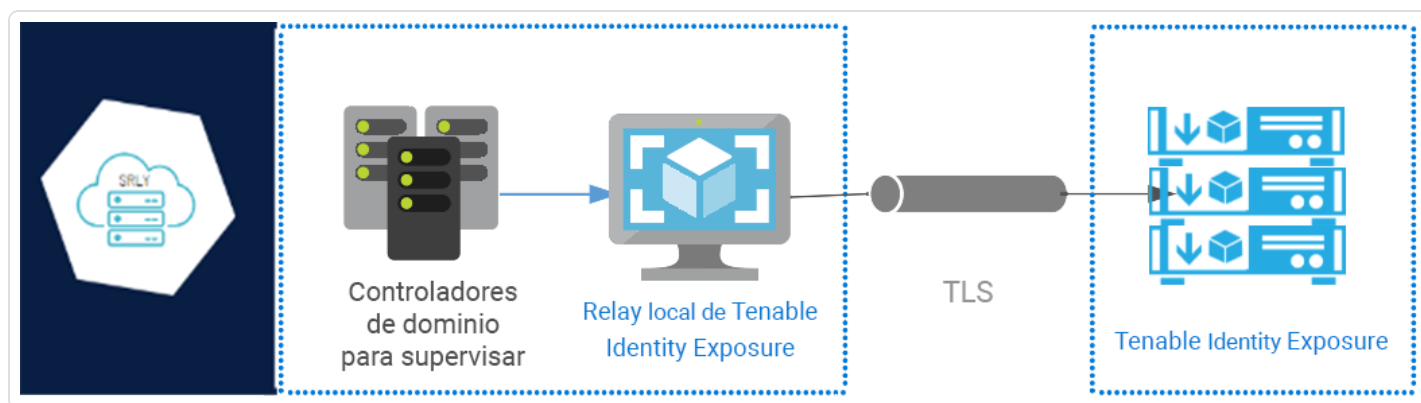 SRLY
Controladores
de dominio
para supervisar
Relay local de Tenable
Identity Exposure
TLS
Tenable Identity Exposure